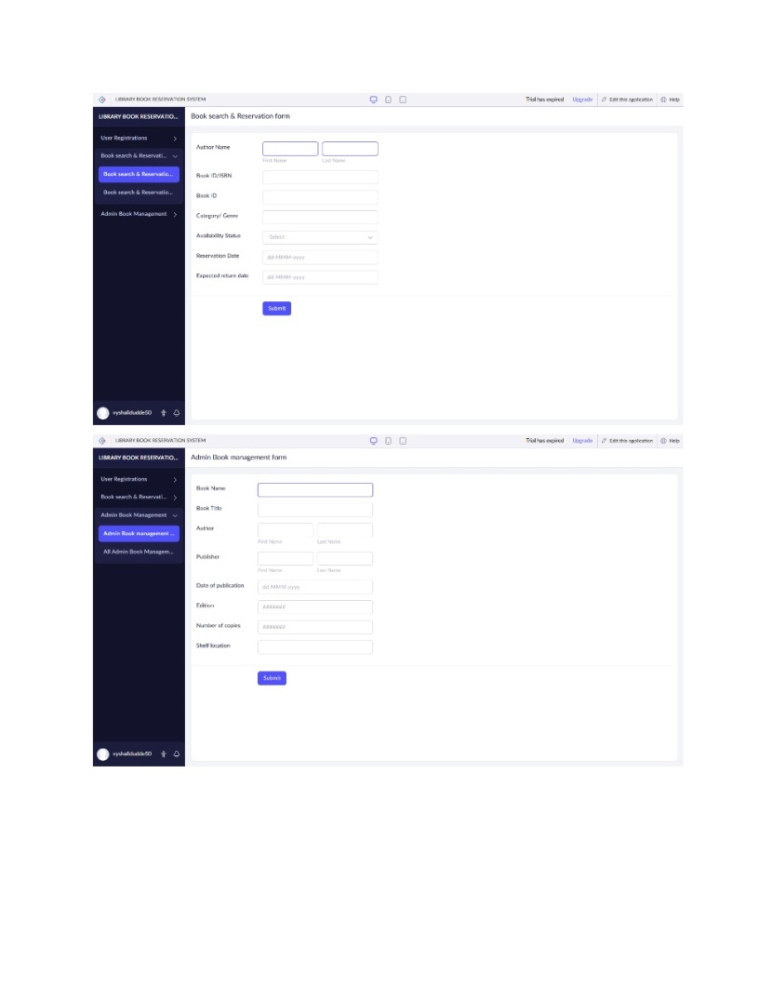 LIBRARY BOOK RESERVATION SYSTEM
Trial has expired Upgrade Edit this application Help
LIBRARY BOOK RESERVATIO...
Book search & Reservation form
User Registrations
Book search & Reservati...
Book search & Reservatio...
Book search & Reservatio...
Admin Book Management
Author Name
First Name Last Name
Book ID/ISBN
Book ID
Category/ Genre
Availability Status -Select-
Reservation Date dd-MMM-yyyy
Expected return date dd-MMM-yyyy
Submit
vyshalidudde50
LIBRARY BOOK RESERVATION SYSTEM
Trial has expired Upgrade Edit this application Help
LIBRARY BOOK RESERVATIO...
Admin Book management form
User Registrations
Book search & Reservati...
Admin Book Management
Admin Book management ...
All Admin Book Managem...
Book Name
Book Title
Author
First Name Last Name
Publisher
First Name Last Name
Date of publication dd-MMM-yyyy
Edition #######
Number of copies #######
Shelf location
Submit
vyshalidudde50